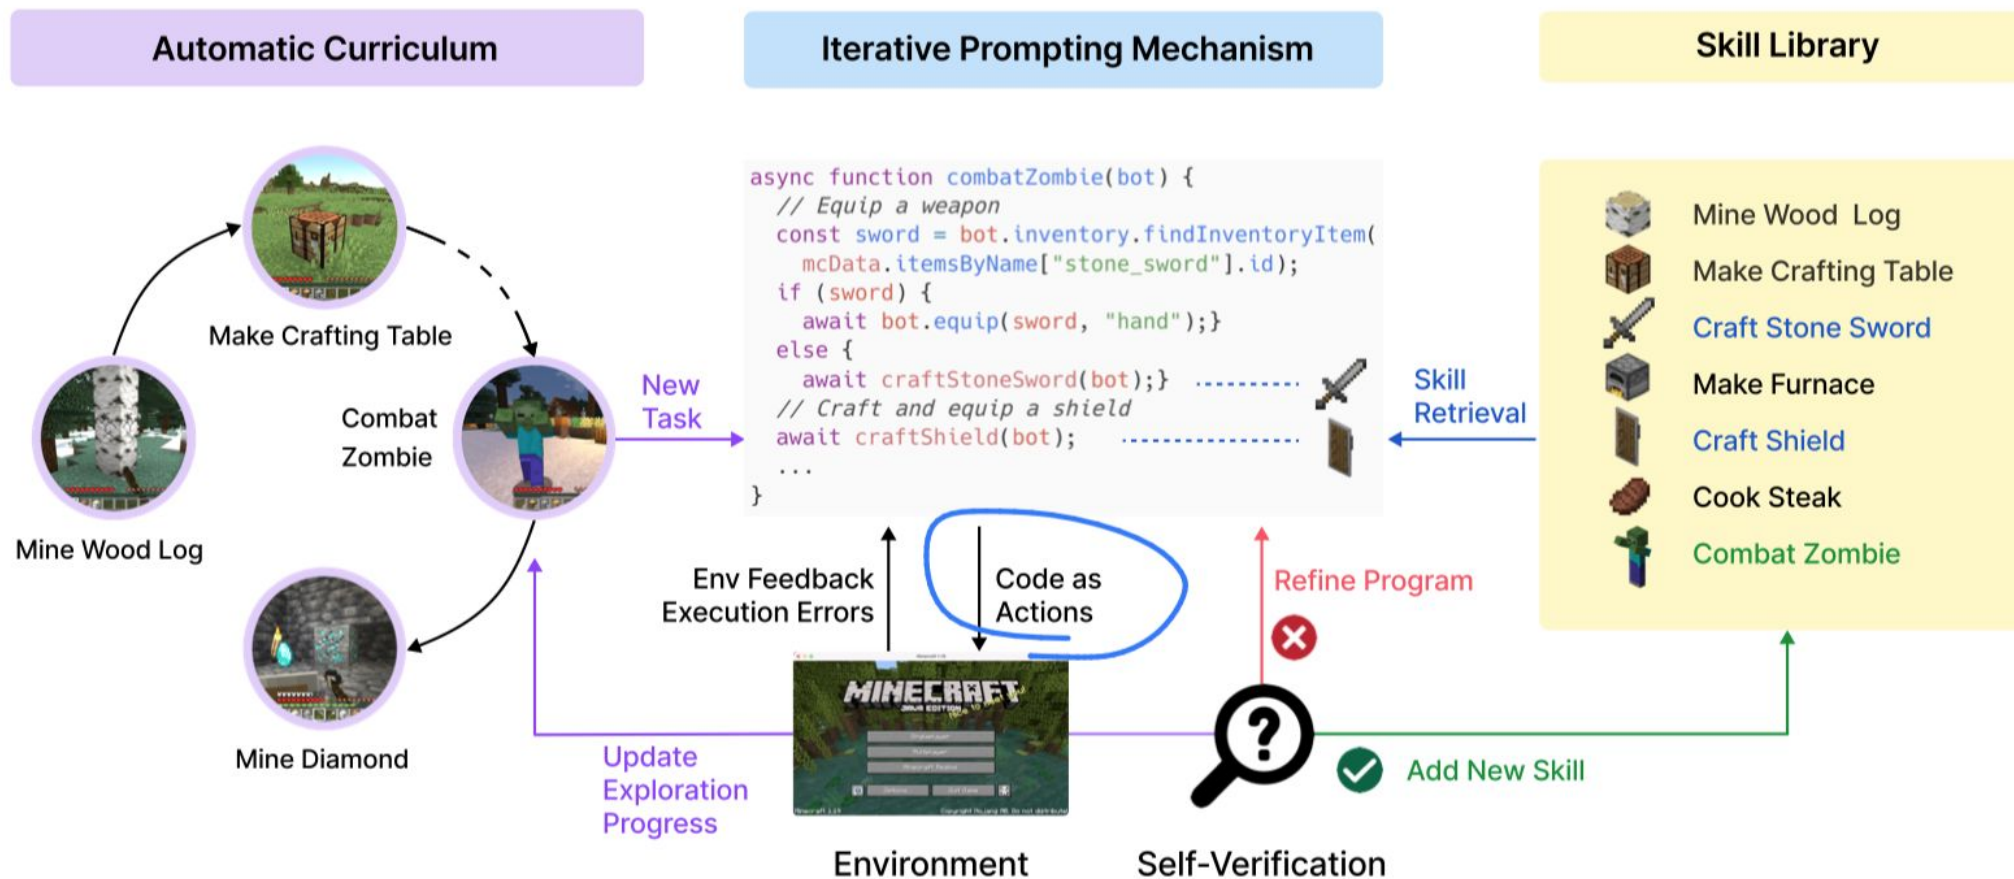 Automatic Curriculum
Iterative Prompting Mechanism
Skill Library
Make Crafting Table
Mine Wood Log
Combat
Zombie
Mine Diamond
New
Task
async function combatZombie(bot) {
// Equip a weapon
const sword = bot.inventory.findInventoryItem(
mcData.itemsByName["stone_sword"].id);
if (sword) {
await bot.equip(sword, "hand");}
else {
await craftStoneSword(bot);}
// Craft and equip a shield
await craftShield(bot);
...
}
Skill
Retrieval
Mine Wood Log
Make Crafting Table
Craft Stone Sword
Make Furnace
Craft Shield
Cook Steak
Combat Zombie
Env Feedback
Execution Errors
Code as
Actions
Refine Program
MINECRAFT
JAVA EDITION
Update
Exploration
Progress
?
Add New Skill
Environment
Self-Verification